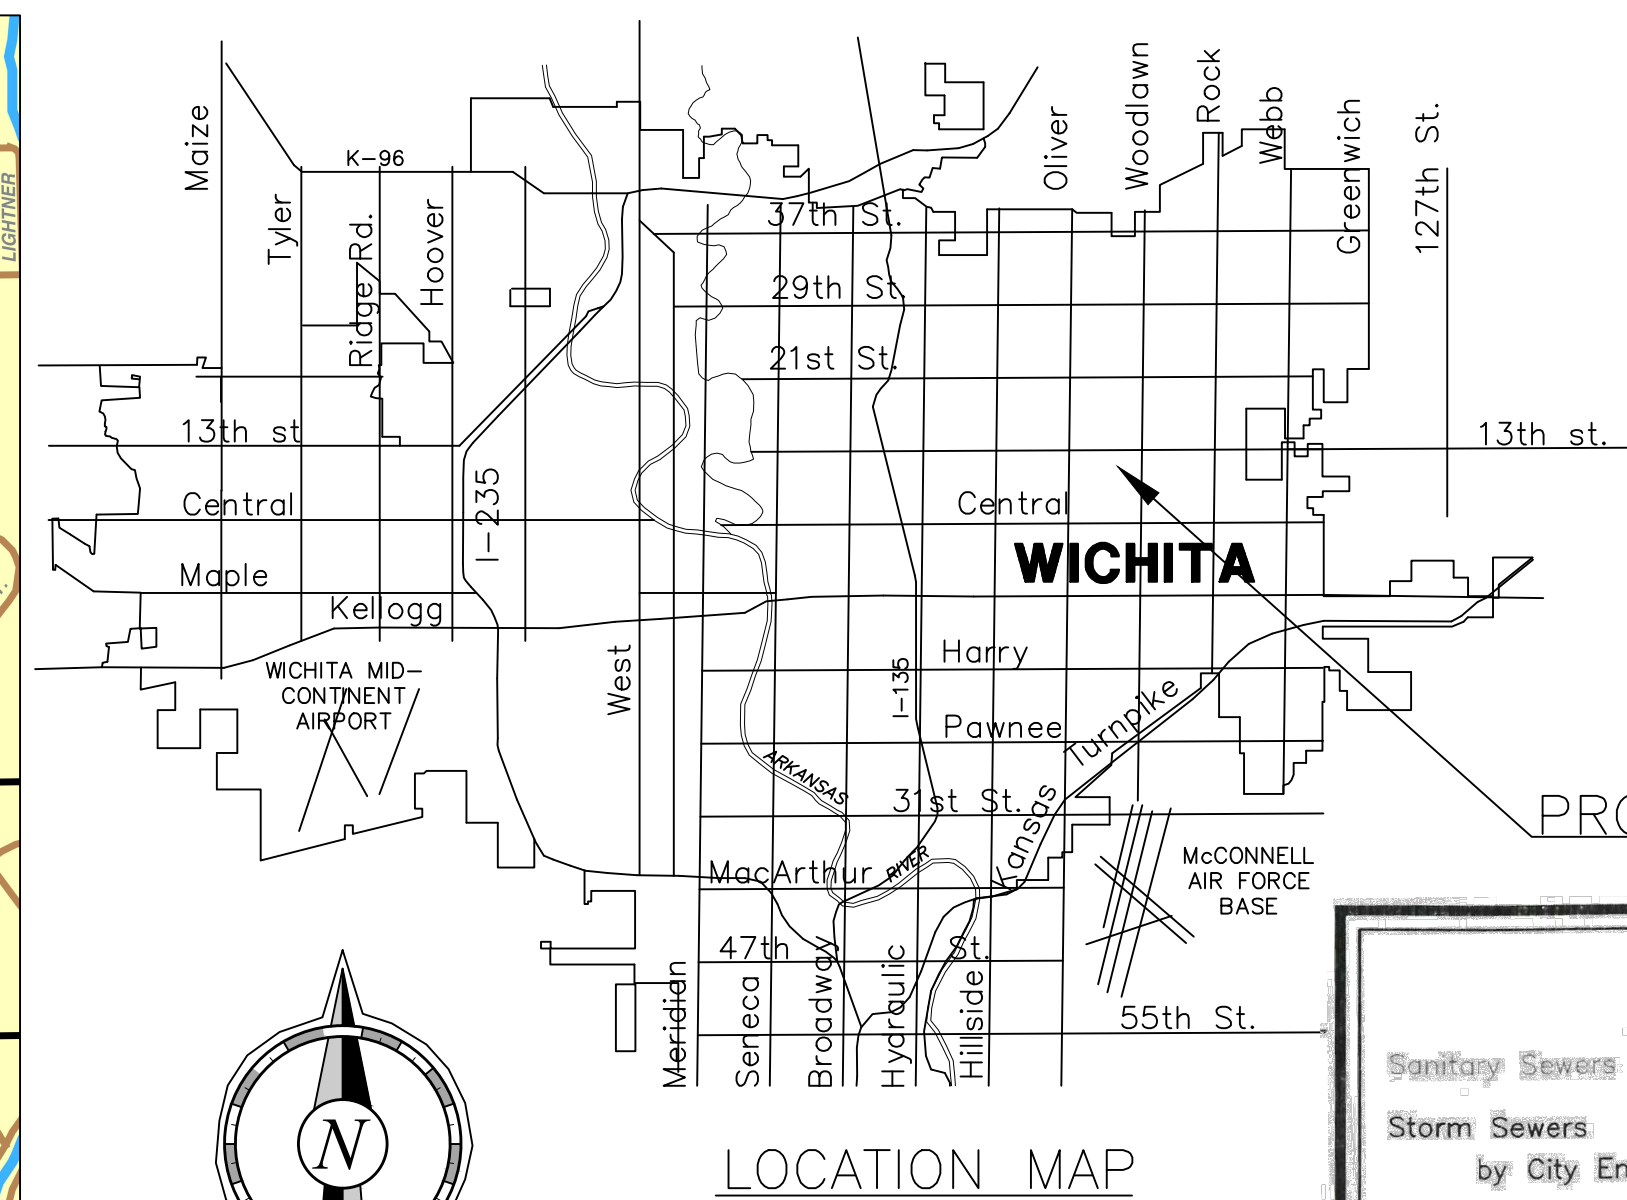 LIGHTNER
Maize
Tyler
K-96
Ridge Rd.
Hoover
Oliver
Woodlawn
Rock
Webb
Greenwich
127th St.
37th St.
29th St.
21st St.
13th st
13th st.
I-235
Central
Central
WICHITA
Maple
Kellogg
West
I-135
Harry
WICHITA MID-
CONTINENT
AIRPORT
Pawnee
Kansas Turnpike
ARKANSAS
RIVER
31st St.
MacArthur
McCONNELL
AIR FORCE
BASE
47th St.
55th St.
Meridian
Seneca
Broadway
Hydraulic
Hillside
N
LOCATION MAP
Sanitary Sewers
Storm Sewers
by City